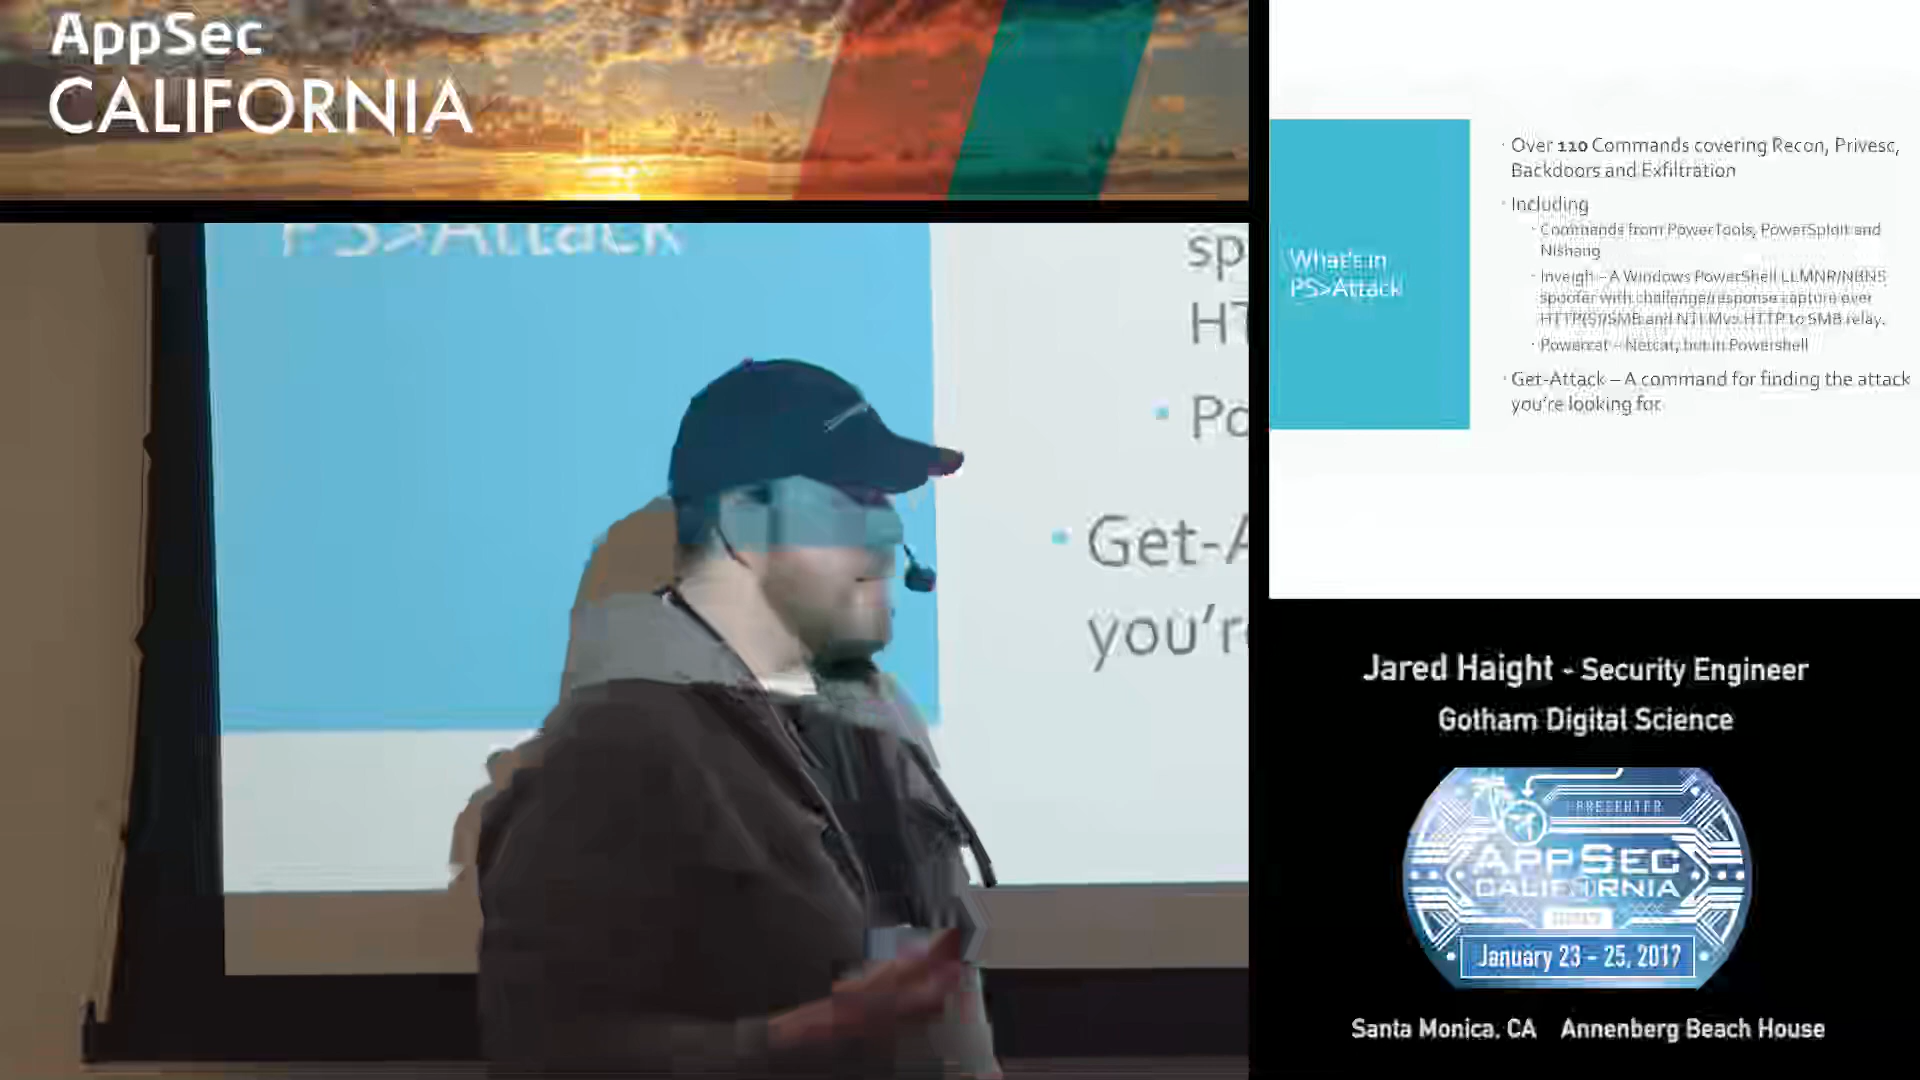 AppSec
CALIFORNIA
PS>Attack
sp
HT
Po
Get-A
you're
What's in
PS>Attack
· Over 110 Commands covering Recon, Privesc,
Backdoors and Exfiltration
· Including
· Commands from PowerTools, PowerSploit and
Nishang
· Inveigh – A Windows PowerShell LLMNR/NBNS
spoofer with challenge/response capture over
HTTP(S)/SMB and NTLMv2 HTTP to SMB relay.
· Powercat – Netcat, but in Powershell
· Get-Attack – A command for finding the attack
you're looking for
Jared Haight - Security Engineer
Gotham Digital Science
PRESENTER
APPSEC
CALIFORNIA
January 23 - 25, 2017
Santa Monica, CA Annenberg Beach House